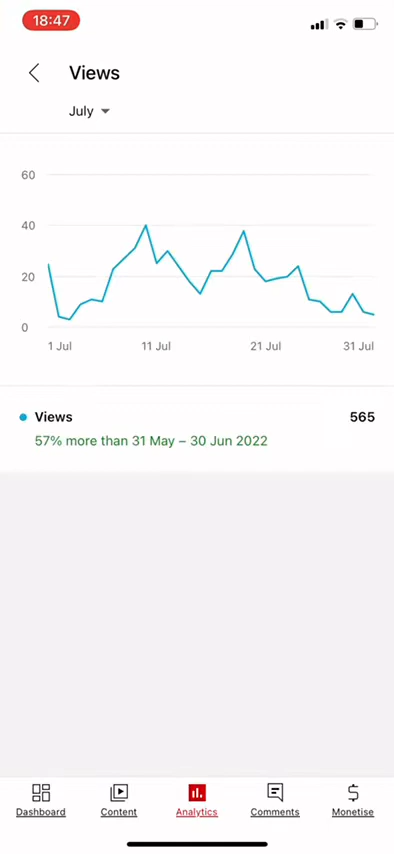 18:47
Views
July
60
40
20
0
1 Jul 11 Jul 21 Jul 31 Jul
Views 565
57% more than 31 May – 30 Jun 2022
Dashboard Content Analytics Comments Monetise